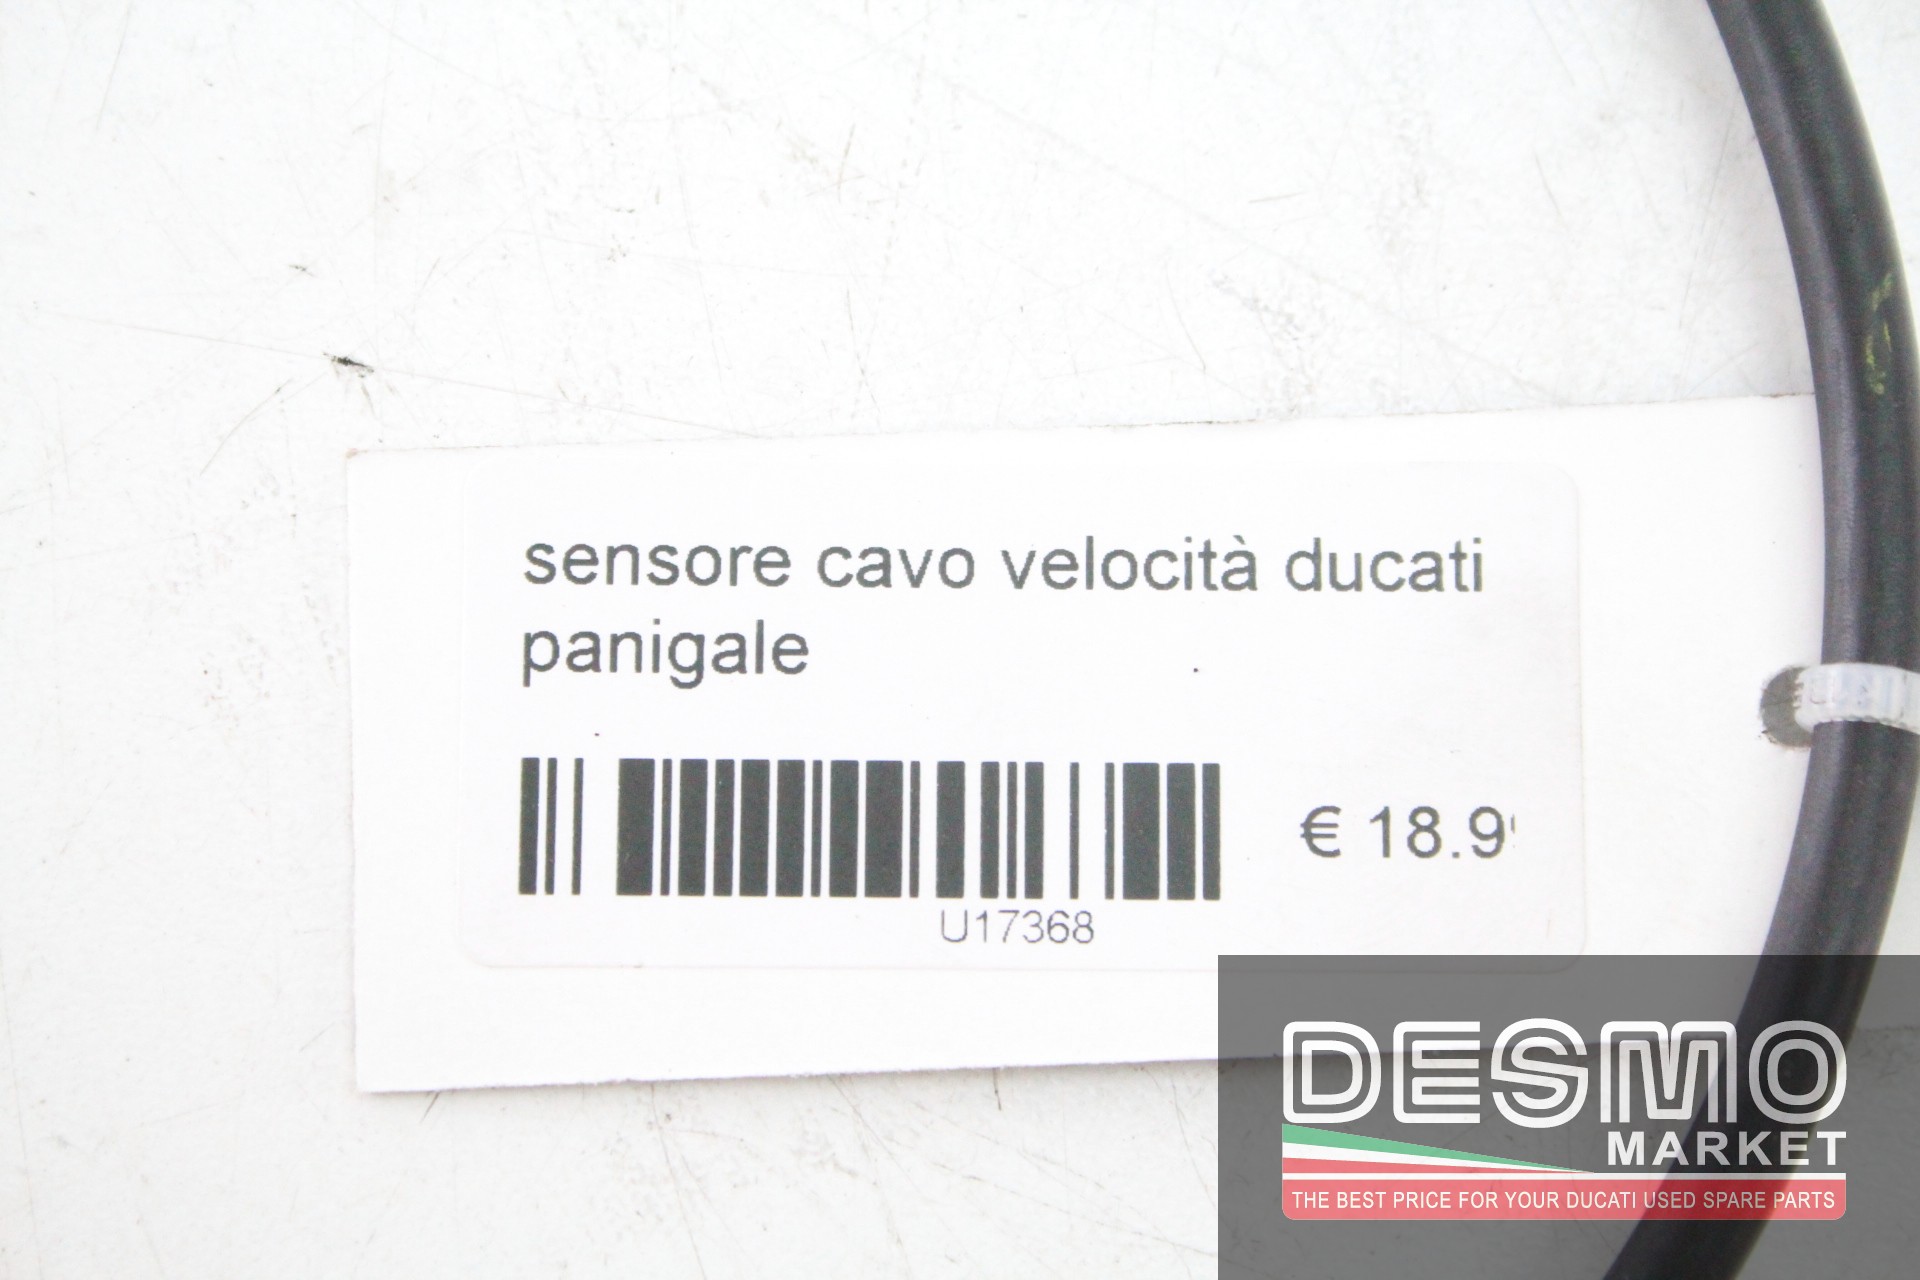 sensore cavo velocità ducati
panigale
€ 18.9
U17368
DESMO
MARKET
THE BEST PRICE FOR YOUR DUCATI USED SPARE PARTS